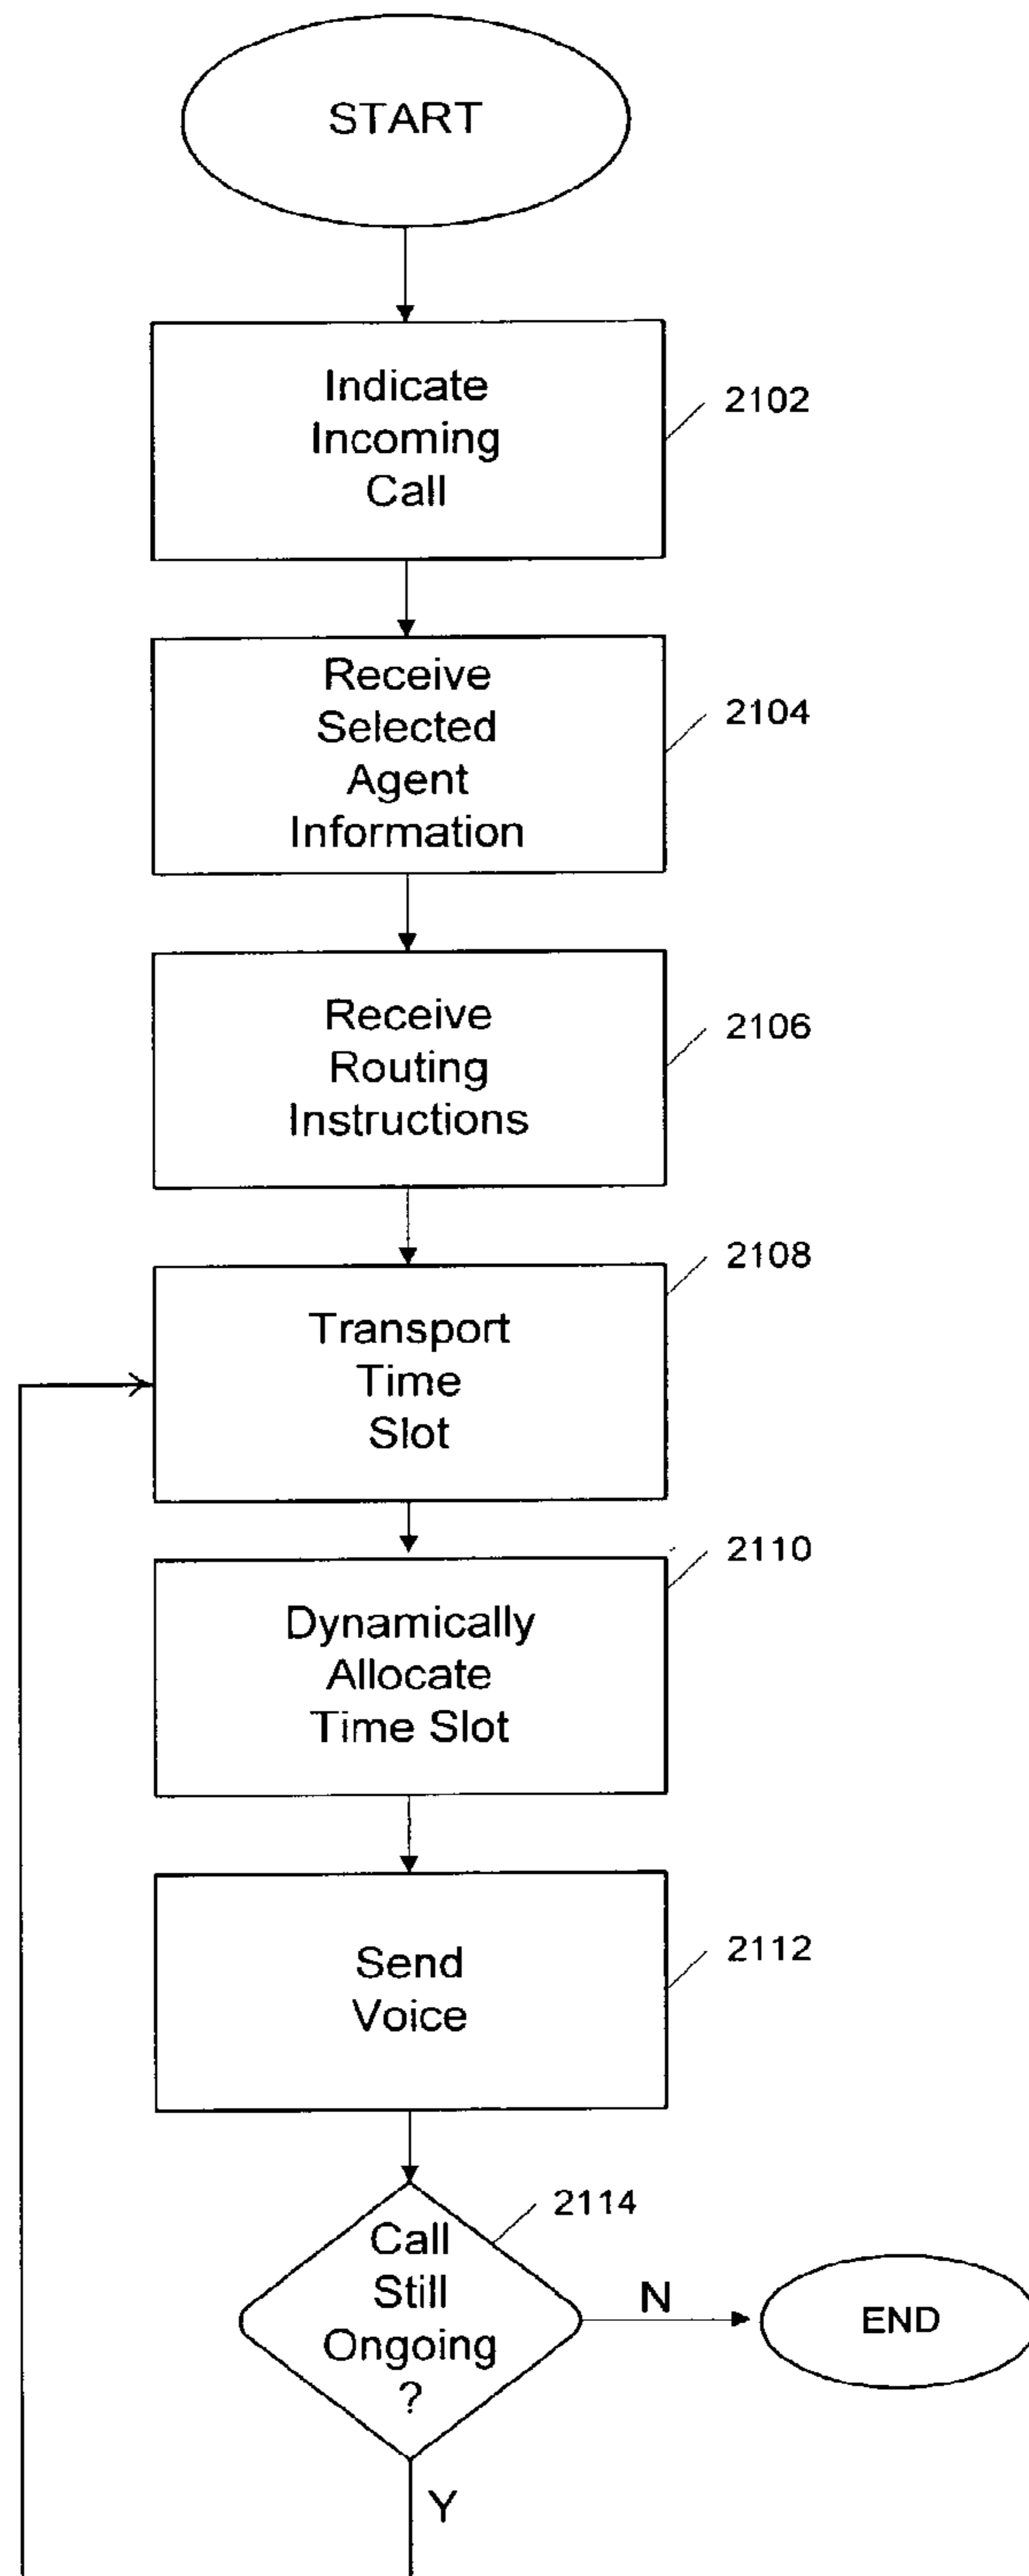 START
Indicate
Incoming
Call
2102
Receive
Selected
Agent
Information
2104
Receive
Routing
Instructions
2106
Transport
Time
Slot
2108
Dynamically
Allocate
Time Slot
2110
Send
Voice
2112
Call
Still
Ongoing
?
2114
N
END
Y